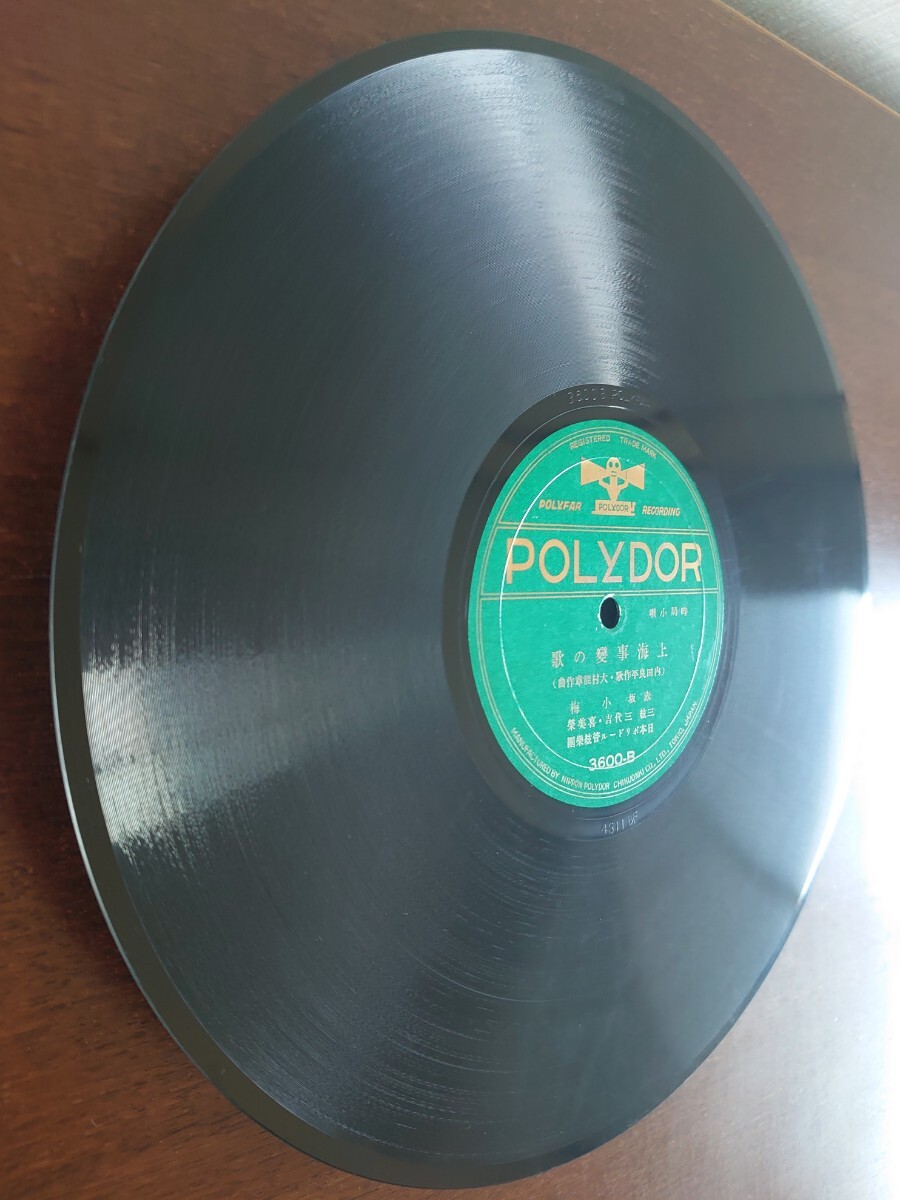 REGISTERED TRADE MARK
POLYFAR POLYDOR RECORDING
POLYDOR
唄小局時
歌の變事海上
(曲作章能村大・歌作平良田内)
梅小坂赤
榮美喜・吉代三絃三
團樂絃管ルードリポ本日
3600-B
MANUFACTURED BY NIPPON POLYDOR CHIKUONKI CO., LTD., TOKYO, JAPAN